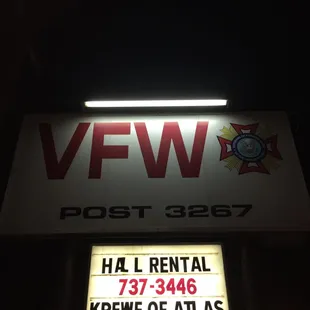 VFW
POST 3267
HALL RENTAL
737-3446
KREWE OF ATLAS